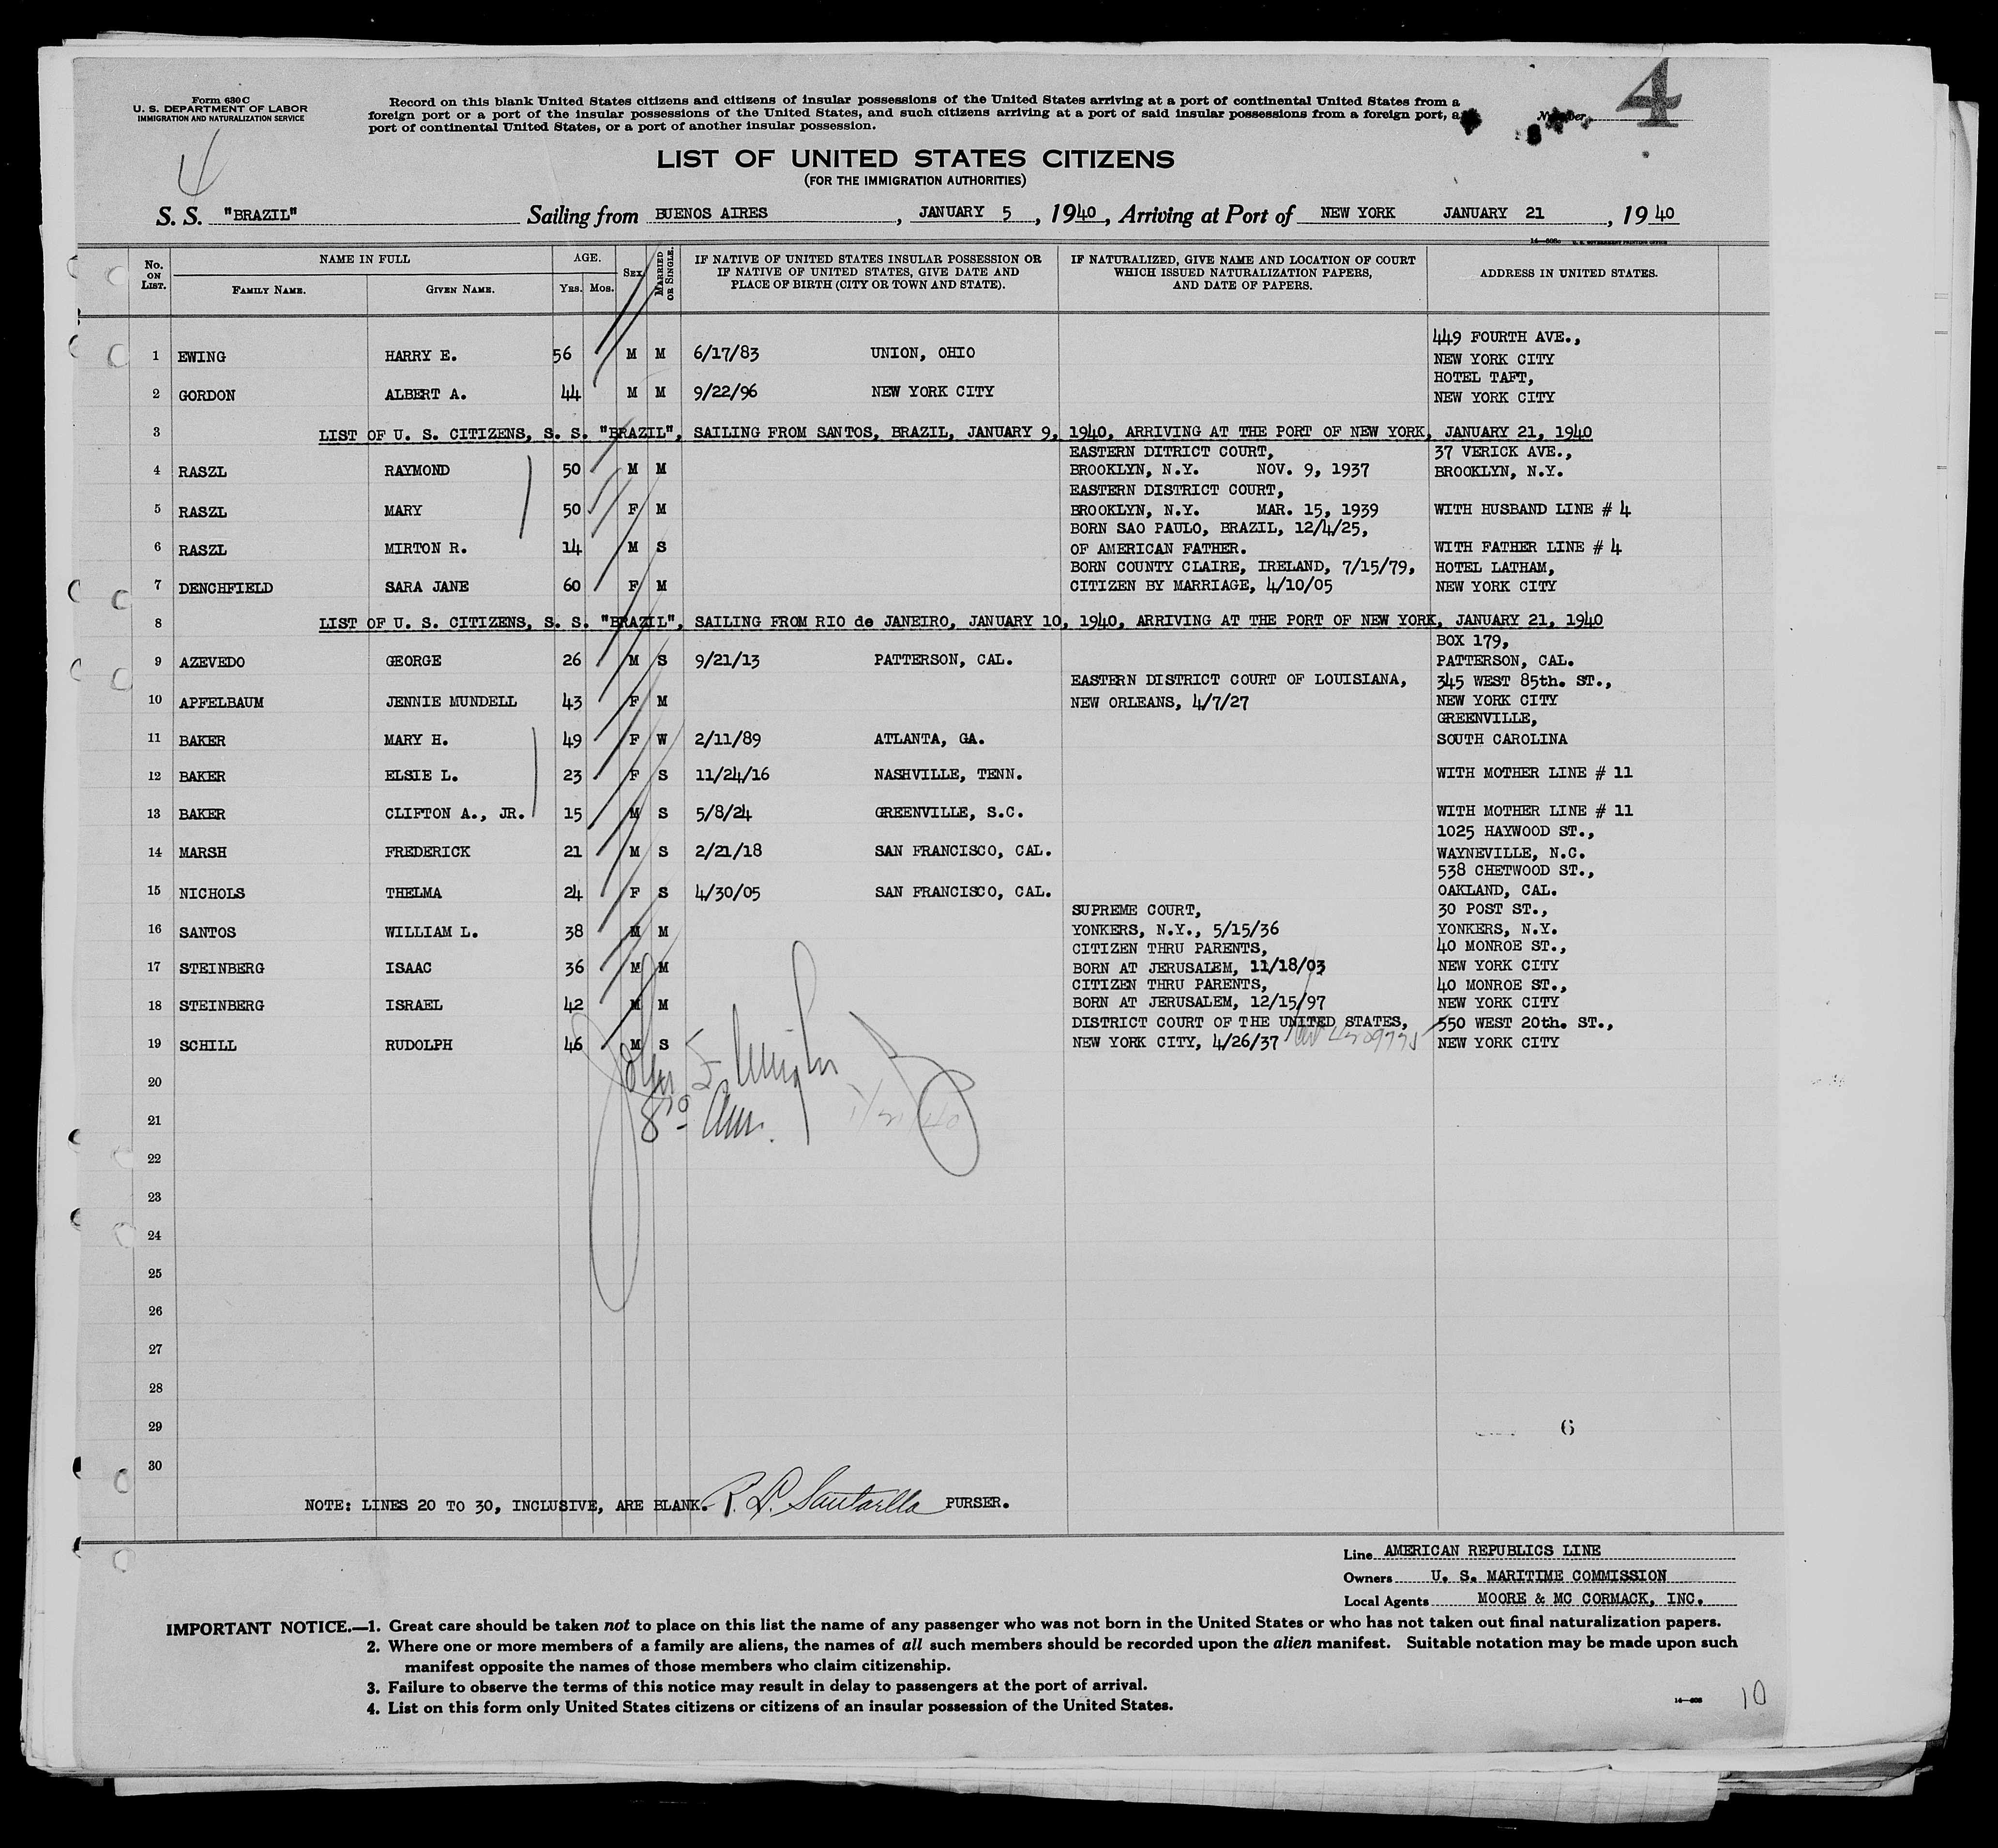 Form 630 C
U. S. DEPARTMENT OF LABOR
IMMIGRATION AND NATURALIZATION SERVICE
Record on this blank United States citizens and citizens of insular possessions of the United States arriving at a port of continental United States from a
foreign port or a port of the insular possessions of the United States, and such citizens arriving at a port of said insular possessions from a foreign port, a
port of continental United States, or a port of another insular possession.
Number 4
4
LIST OF UNITED STATES CITIZENS
(FOR THE IMMIGRATION AUTHORITIES)
S. S. "BRAZIL" Sailing from BUENOS AIRES, JANUARY 5, 1940, Arriving at Port of NEW YORK JANUARY 21, 19 40
No. ON LIST. NAME IN FULL FAMILY NAME. GIVEN NAME. AGE. YRS. MOS. SEX MARRIED OR SINGLE. IF NATIVE OF UNITED STATES INSULAR POSSESSION OR IF NATIVE OF UNITED STATES, GIVE DATE AND PLACE OF BIRTH (CITY OR TOWN AND STATE). IF NATURALIZED, GIVE NAME AND LOCATION OF COURT WHICH ISSUED NATURALIZATION PAPERS, AND DATE OF PAPERS. ADDRESS IN UNITED STATES.
449 FOURTH AVE.,
1 EWING HARRY E. 56 M M 6/17/83 UNION, OHIO NEW YORK CITY
HOTEL TAFT,
2 GORDON ALBERT A. 44 M M 9/22/96 NEW YORK CITY NEW YORK CITY
3 LIST OF U. S. CITIZENS, S. S. "BRAZIL", SAILING FROM SANTOS, BRAZIL, JANUARY 9, 1940, ARRIVING AT THE PORT OF NEW YORK, JANUARY 21, 1940
EASTERN DITRICT COURT, 37 VERICK AVE.,
4 RASZL RAYMOND 50 M M BROOKLYN, N.Y. NOV. 9, 1937 BROOKLYN, N.Y.
EASTERN DISTRICT COURT,
5 RASZL MARY 50 F M BROOKLYN, N.Y. MAR. 15, 1939 WITH HUSBAND LINE # 4
BORN SAO PAULO, BRAZIL, 12/4/25,
6 RASZL MIRTON R. 14 M S OF AMERICAN FATHER. WITH FATHER LINE # 4
BORN COUNTY CLAIRE, IRELAND, 7/15/79, HOTEL LATHAM,
7 DENCHFIELD SARA JANE 60 F M CITIZEN BY MARRIAGE, 4/10/05 NEW YORK CITY
8 LIST OF U. S. CITIZENS, S. S. "BRAZIL", SAILING FROM RIO de JANEIRO, JANUARY 10, 1940, ARRIVING AT THE PORT OF NEW YORK, JANUARY 21, 1940
BOX 179,
9 AZEVEDO GEORGE 26 M S 9/21/13 PATTERSON, CAL. PATTERSON, CAL.
EASTERN DISTRICT COURT OF LOUISIANA, 345 WEST 85th. ST.,
10 APFELBAUM JENNIE MUNDELL 43 F M NEW ORLEANS, 4/7/27 NEW YORK CITY
GREENVILLE,
11 BAKER MARY H. 49 F W 2/11/89 ATLANTA, GA. SOUTH CAROLINA
12 BAKER ELSIE L. 23 F S 11/24/16 NASHVILLE, TENN. WITH MOTHER LINE # 11
13 BAKER CLIFTON A., JR. 15 M S 5/8/24 GREENVILLE, S.C. WITH MOTHER LINE # 11
1025 HAYWOOD ST.,
14 MARSH FREDERICK 21 M S 2/21/18 SAN FRANCISCO, CAL. WAYNEVILLE, N.C.
538 CHETWOOD ST.,
15 NICHOLS THELMA 24 F S 4/30/05 SAN FRANCISCO, CAL. OAKLAND, CAL.
SUPREME COURT, 30 POST ST.,
16 SANTOS WILLIAM L. 38 M M YONKERS, N.Y., 5/15/36 YONKERS, N.Y.
CITIZEN THRU PARENTS, 40 MONROE ST.,
17 STEINBERG ISAAC 36 M M BORN AT JERUSALEM, 11/18/03 NEW YORK CITY
CITIZEN THRU PARENTS, 40 MONROE ST.,
18 STEINBERG ISRAEL 42 M M BORN AT JERUSALEM, 12/15/97 NEW YORK CITY
DISTRICT COURT OF THE UNITED STATES, 550 WEST 20th. ST.,
19 SCHILL RUDOLPH 46 M S NEW YORK CITY, 4/26/37 NEW YORK CITY
20
21 1/21/40
22
23
24
25
26
27
28
29 6
30
NOTE: LINES 20 TO 30, INCLUSIVE, ARE BLANK. PURSER.
Line AMERICAN REPUBLICS LINE
Owners U. S. MARITIME COMMISSION
Local Agents MOORE & MC CORMACK, INC.
IMPORTANT NOTICE.—1. Great care should be taken not to place on this list the name of any passenger who was not born in the United States or who has not taken out final naturalization papers.
2. Where one or more members of a family are aliens, the names of all such members should be recorded upon the alien manifest. Suitable notation may be made upon such
manifest opposite the names of those members who claim citizenship.
3. Failure to observe the terms of this notice may result in delay to passengers at the port of arrival.
4. List on this form only United States citizens or citizens of an insular possession of the United States.
10